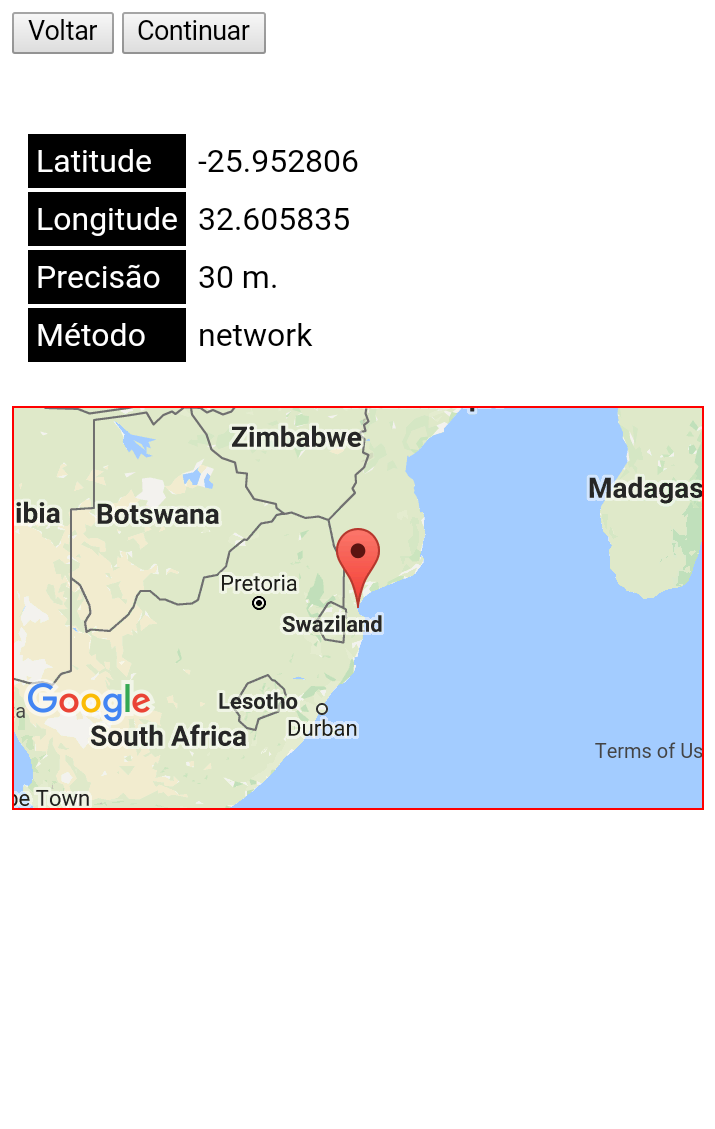 Voltar Continuar
Latitude -25.952806
Longitude 32.605835
Precisão 30 m.
Método network
Zimbabwe
Madagas
ibia Botswana
Pretoria
Swaziland
Google Lesotho
a
Durban
South Africa
Terms of Us
pe Town